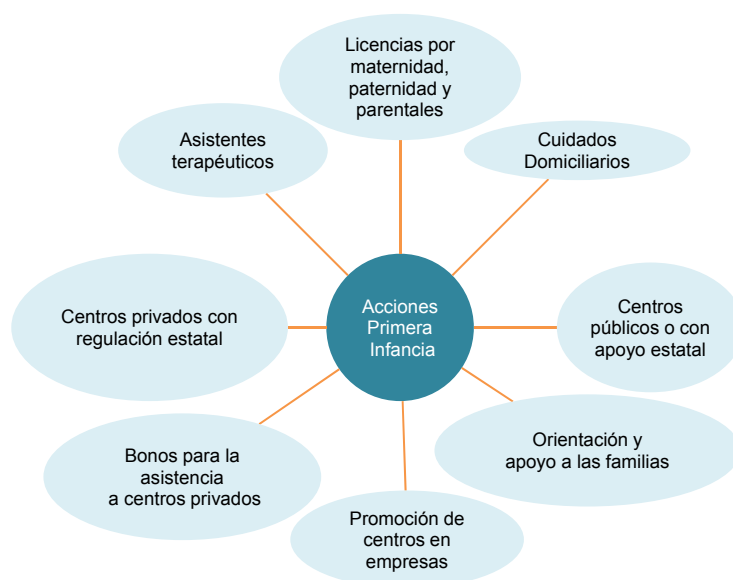 Licencias por
maternidad,
paternidad y
parentales
Asistentes
terapéuticos
Cuidados
Domiciliarios
Centros privados con
regulación estatal
Acciones
Primera
Infancia
Centros
públicos o con
apoyo estatal
Bonos para la
asistencia
a centros privados
Orientación y
apoyo a las familias
Promoción de
centros en
empresas